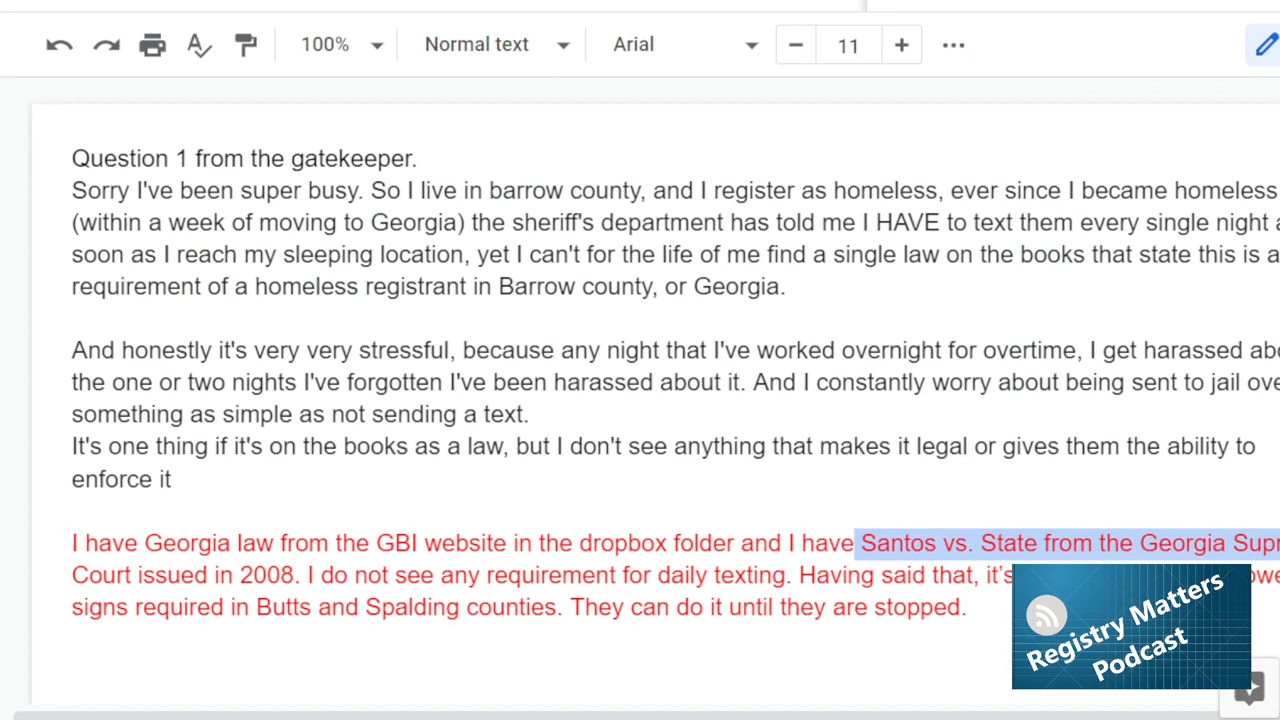 100%
Normal text
Arial
11
Question 1 from the gatekeeper.
Sorry I've been super busy. So I live in barrow county, and I register as homeless, ever since I became homeless
(within a week of moving to Georgia) the sheriff's department has told me I HAVE to text them every single night
soon as I reach my sleeping location, yet I can't for the life of me find a single law on the books that state this is a
requirement of a homeless registrant in Barrow county, or Georgia.
And honestly it's very very stressful, because any night that I've worked overnight for overtime, I get harassed
the one or two nights I've forgotten I've been harassed about it. And I constantly worry about being sent to jail
something as simple as not sending a text.
It's one thing if it's on the books as a law, but I don't see anything that makes it legal or gives them the ability to
enforce it
I have Georgia law from the GBI website in the dropbox folder and I have Santos vs. State from the Georgia
Court issued in 2008. I do not see any requirement for daily texting. Having said that, it’s
signs required in Butts and Spalding counties. They can do it until they are stopped.
Registry Matters
Podcast